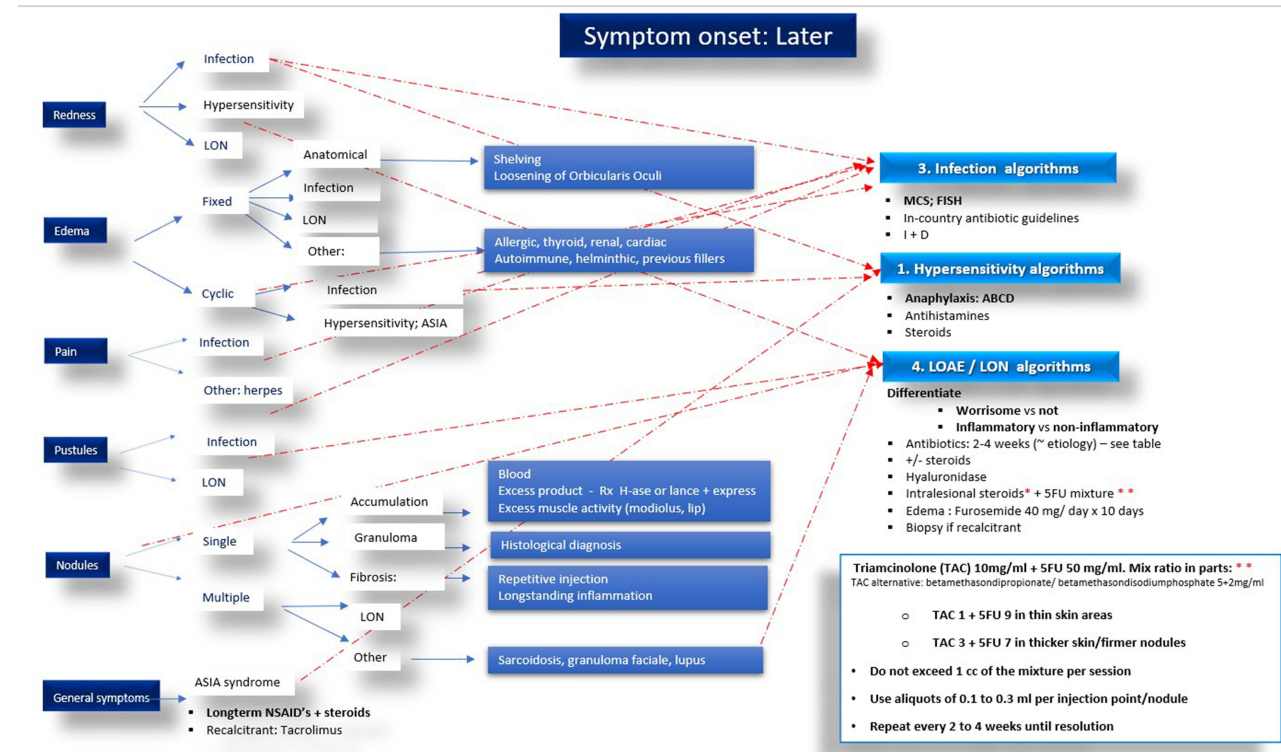 Symptom onset: Later
Redness
Infection
Hypersensitivity
LON
Edema
Fixed
Anatomical
Infection
LON
Other:
Shelving
Loosening of Orbicularis Oculi
Allergic, thyroid, renal, cardiac
Autoimmune, helminthic, previous fillers
Cyclic
Infection
Hypersensitivity; ASIA
Pain
Infection
Other: herpes
Pustules
Infection
LON
Nodules
Single
Accumulation
Granuloma
Fibrosis:
Blood
Excess product - Rx H-ase or lance + express
Excess muscle activity (modiolus, lip)
Histological diagnosis
Repetitive injection
Longstanding inflammation
Multiple
LON
Other
Sarcoidosis, granuloma faciale, lupus
General symptoms
ASIA syndrome
▪ Longterm NSAID's + steroids
▪ Recalcitrant: Tacrolimus
3. Infection algorithms
▪ MCS; FISH
▪ In-country antibiotic guidelines
▪ I + D
1. Hypersensitivity algorithms
▪ Anaphylaxis: ABCD
▪ Antihistamines
▪ Steroids
4. LOAE / LON algorithms
Differentiate
▪ Worrisome vs not
▪ Inflammatory vs non-inflammatory
▪ Antibiotics: 2-4 weeks (~ etiology) – see table
▪ +/- steroids
▪ Hyaluronidase
▪ Intralesional steroids* + 5FU mixture * *
▪ Edema : Furosemide 40 mg/ day x 10 days
▪ Biopsy if recalcitrant
Triamcinolone (TAC) 10mg/ml + 5FU 50 mg/ml. Mix ratio in parts: * *
TAC alternative: betamethasondipropionate/ betamethasondisodiumphosphate 5+2mg/ml
o TAC 1 + 5FU 9 in thin skin areas
o TAC 3 + 5FU 7 in thicker skin/firmer nodules
• Do not exceed 1 cc of the mixture per session
• Use aliquots of 0.1 to 0.3 ml per injection point/nodule
• Repeat every 2 to 4 weeks until resolution